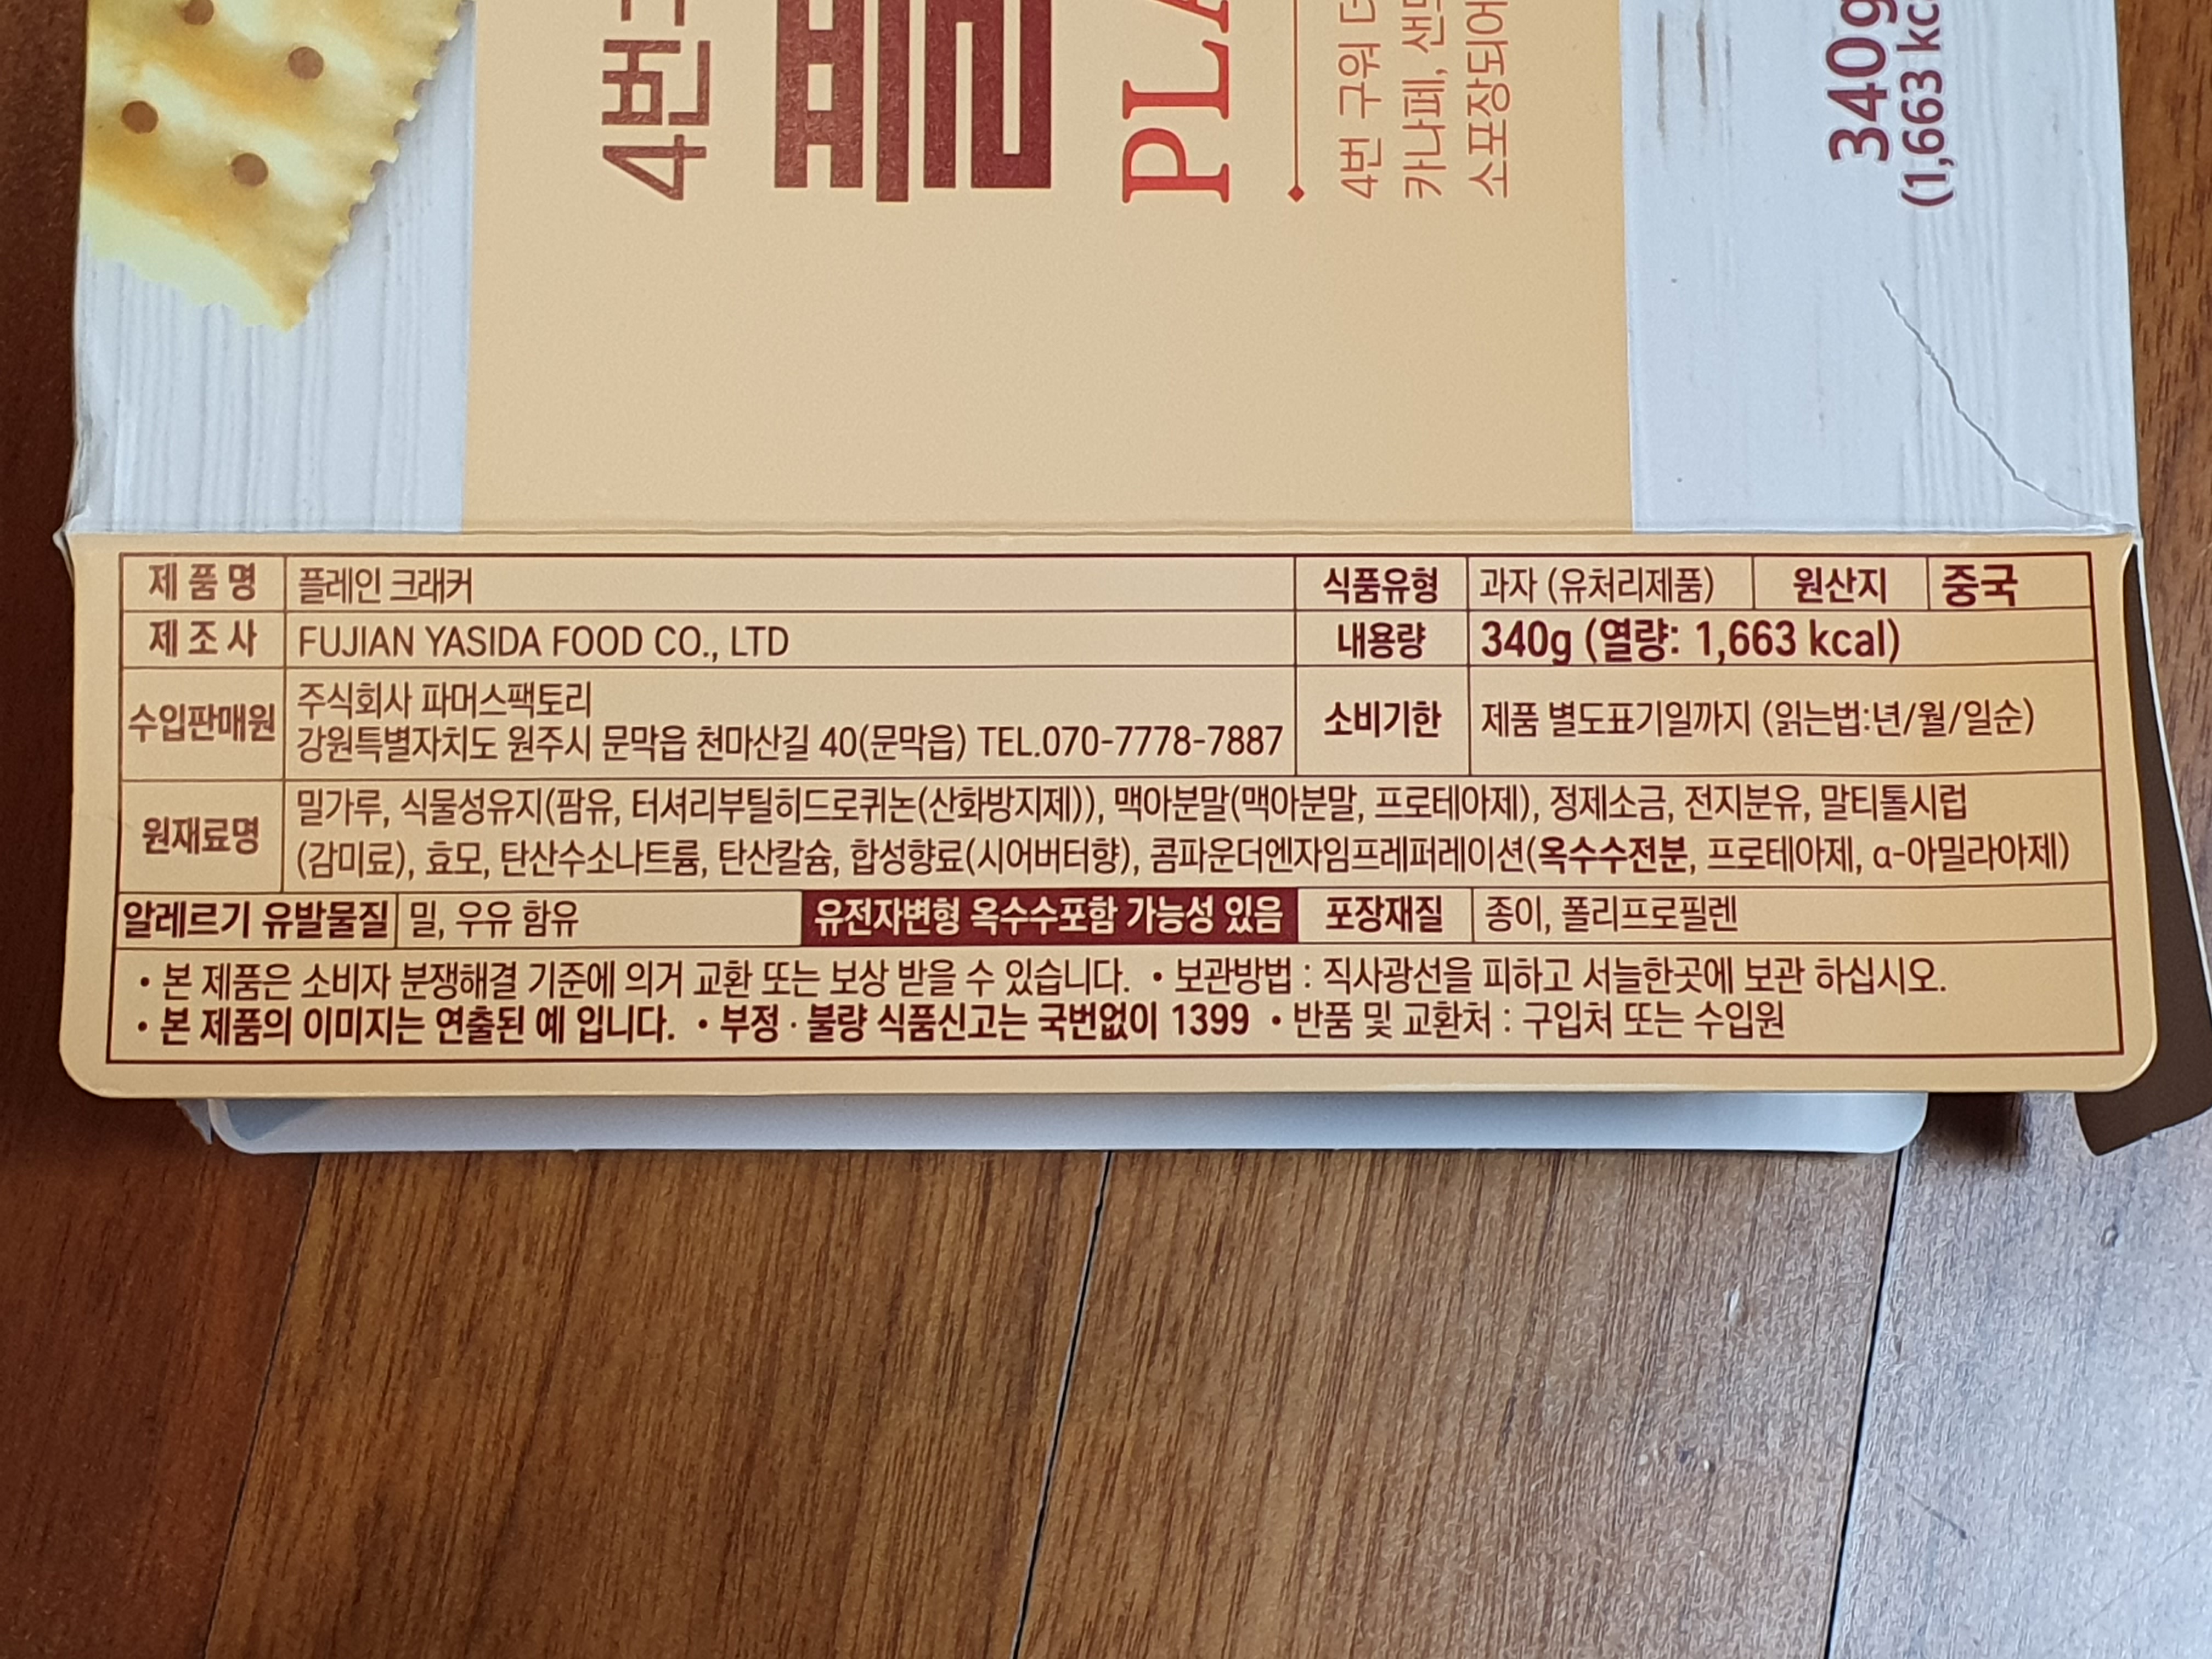 4번
플
PLA
4번 구워
카나페,
소포장되어
340g
(1,663 kc
제 품 명 플레인 크래커 식품유형 과자 (유처리제품) 원산지 중국
제 조 사 FUJIAN YASIDA FOOD CO., LTD 내용량 340g (열량: 1,663 kcal)
수입판매원 주식회사 파머스팩토리
강원특별자치도 원주시 문막읍 천마산길 40(문막읍) TEL.070-7778-7887 소비기한 제품 별도표기일까지 (읽는법:년/월/일순)
원재료명 밀가루, 식물성유지(팜유, 터셔리부틸히드로퀴논(산화방지제)), 맥아분말(맥아분말, 프로테아제), 정제소금, 전지분유, 말티톨시럽
(감미료), 효모, 탄산수소나트륨, 탄산칼슘, 합성향료(시어버터향), 콤파운더엔자임프레퍼레이션(옥수수전분, 프로테아제, α-아밀라아제)
알레르기 유발물질 밀, 우유 함유 유전자변형 옥수수포함 가능성 있음 포장재질 종이, 폴리프로필렌
• 본 제품은 소비자 분쟁해결 기준에 의거 교환 또는 보상 받을 수 있습니다. • 보관방법 : 직사광선을 피하고 서늘한곳에 보관 하십시오.
• 본 제품의 이미지는 연출된 예 입니다. • 부정 · 불량 식품신고는 국번없이 1399 • 반품 및 교환처 : 구입처 또는 수입원